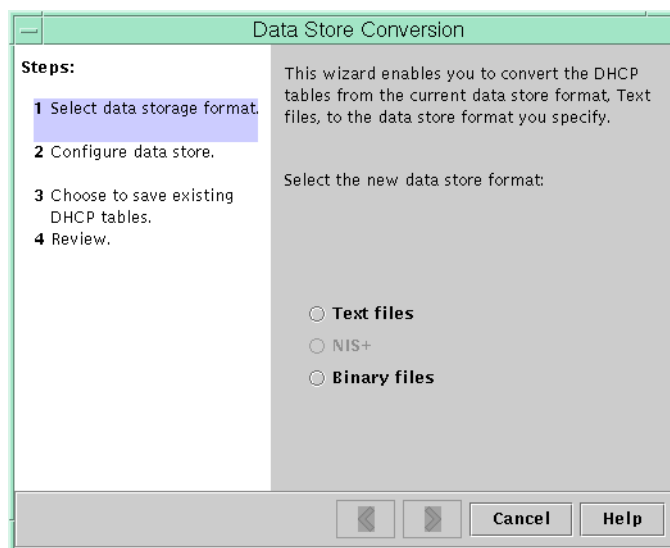 Data Store Conversion
Steps:
1 Select data storage format.
2 Configure data store.
3 Choose to save existing
DHCP tables.
4 Review.
This wizard enables you to convert the DHCP
tables from the current data store format, Text
files, to the data store format you specify.
Select the new data store format:
Text files
NIS+
Binary files
Cancel
Help